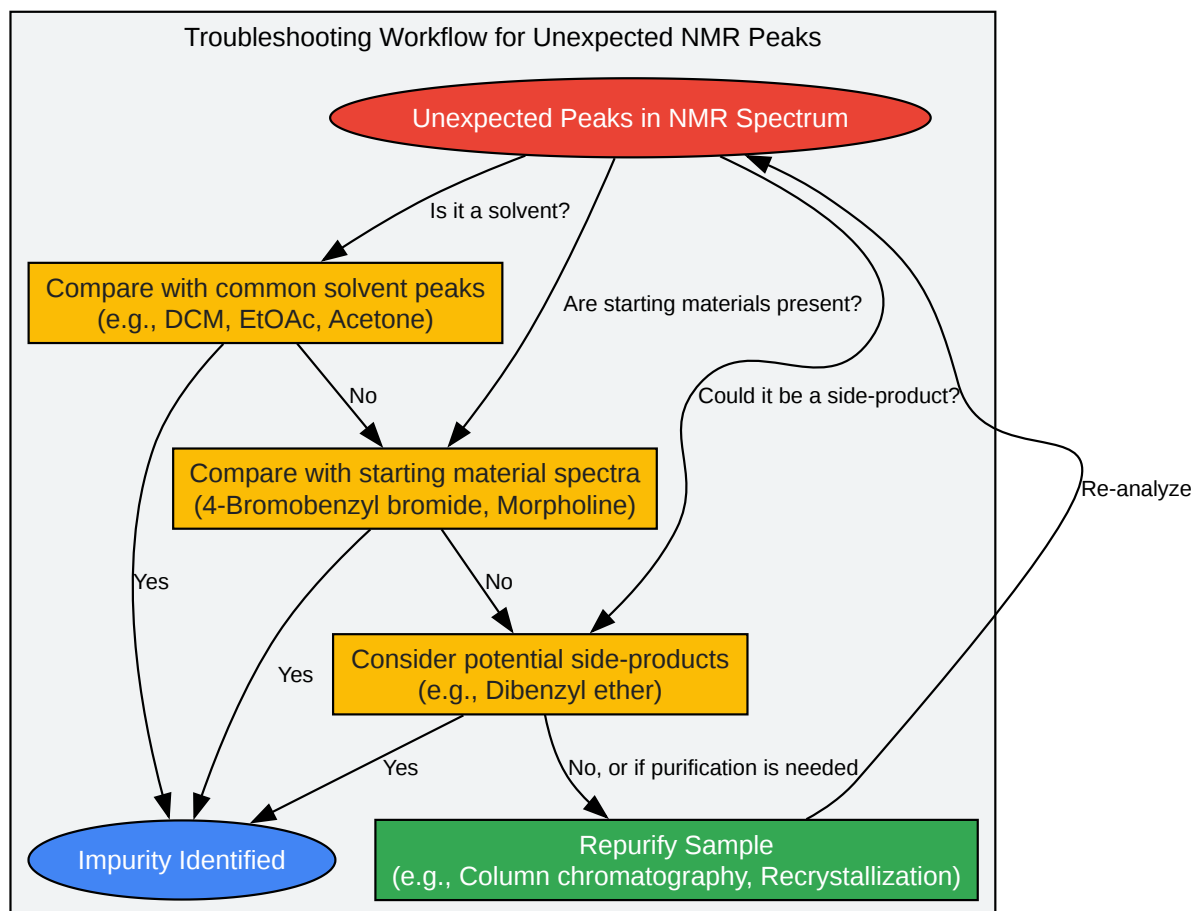 Troubleshooting Workflow for Unexpected NMR Peaks
Unexpected Peaks in NMR Spectrum
Is it a solvent?
Compare with common solvent peaks
(e.g., DCM, EtOAc, Acetone)
Are starting materials present?
No
Could it be a side-product?
Compare with starting material spectra
(4-Bromobenzyl bromide, Morpholine)
Re-analyze
Yes
No
Consider potential side-products
(e.g., Dibenzyl ether)
Yes
Yes
No, or if purification is needed
Impurity Identified
Repurify Sample
(e.g., Column chromatography, Recrystallization)